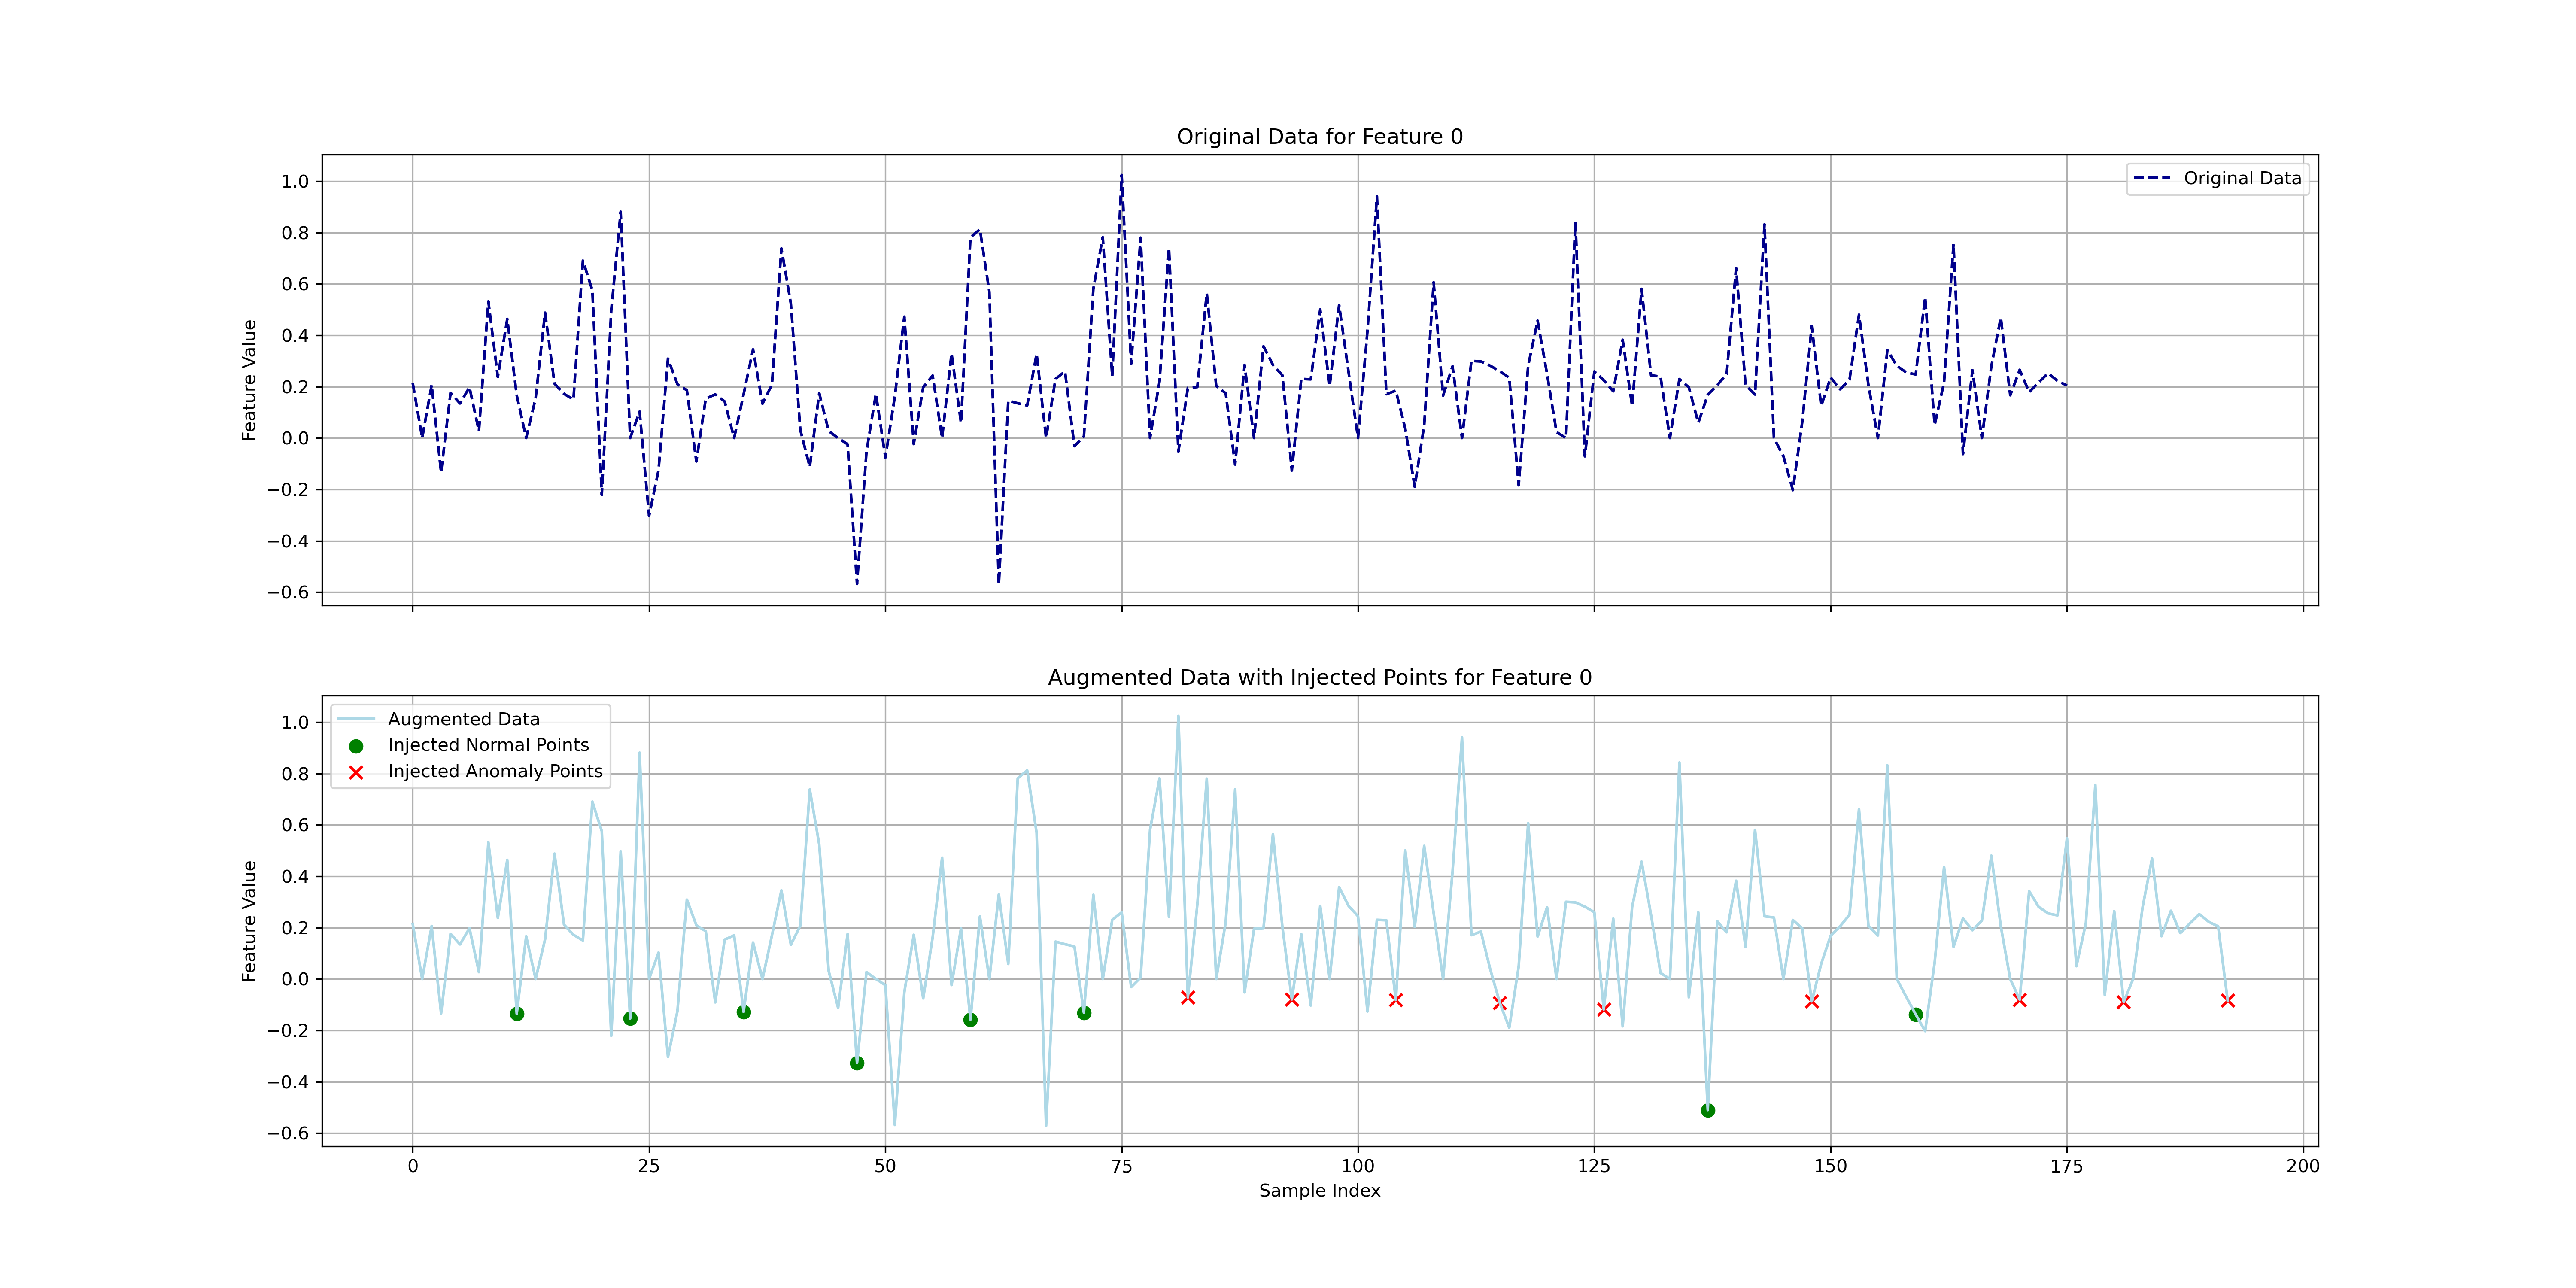 Original Data for Feature 0
Original Data
1.0
0.8
0.6
0.4
0.2
0.0
−0.2
−0.4
−0.6
Feature Value
Augmented Data with Injected Points for Feature 0
Augmented Data
Injected Normal Points
Injected Anomaly Points
1.0
0.8
0.6
0.4
0.2
0.0
−0.2
−0.4
−0.6
Feature Value
0 25 50 75 100 125 150 175 200
Sample Index